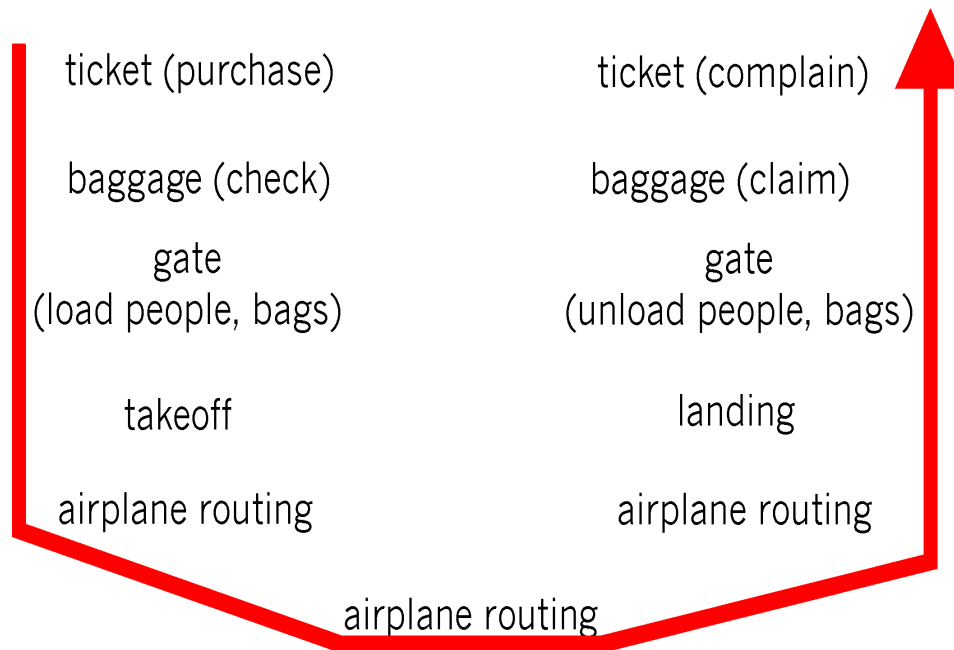 ticket (purchase)
baggage (check)
gate
(load people, bags)
takeoff
airplane routing
airplane routing
ticket (complain)
baggage (claim)
gate
(unload people, bags)
landing
airplane routing